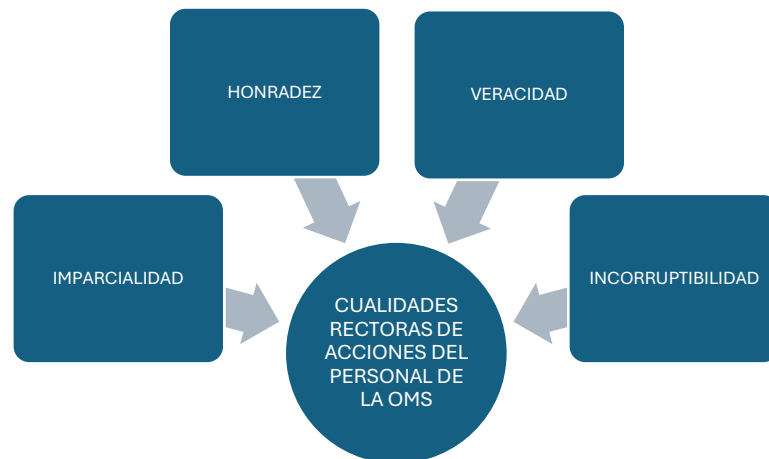 HONRADEZ
VERACIDAD
IMPARCIALIDAD
INCORRUPTIBILIDAD
CUALIDADES
RECTORAS DE
ACCIONES DEL
PERSONAL DE
LA OMS